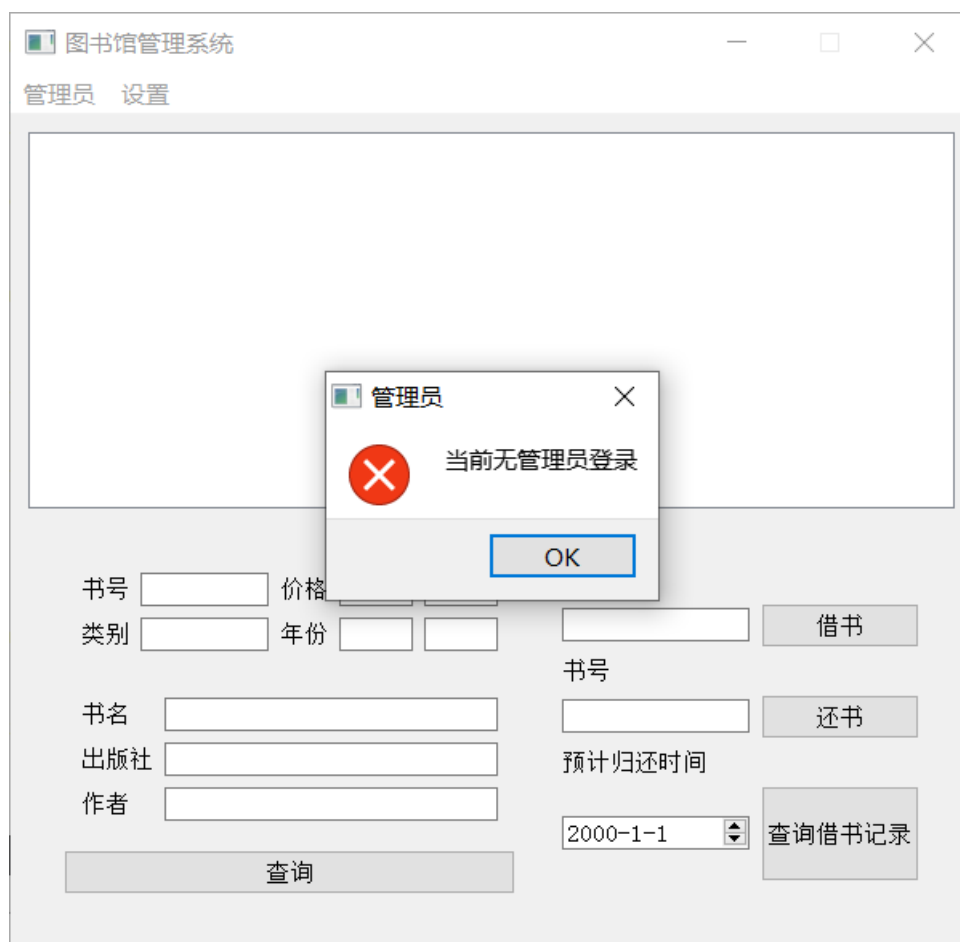 图书馆管理系统
管理员 设置
管理员
当前无管理员登录
OK
书号 价格
类别 年份
借书
书号
书名
还书
出版社
预计归还时间
作者
2000-1-1
查询借书记录
查询